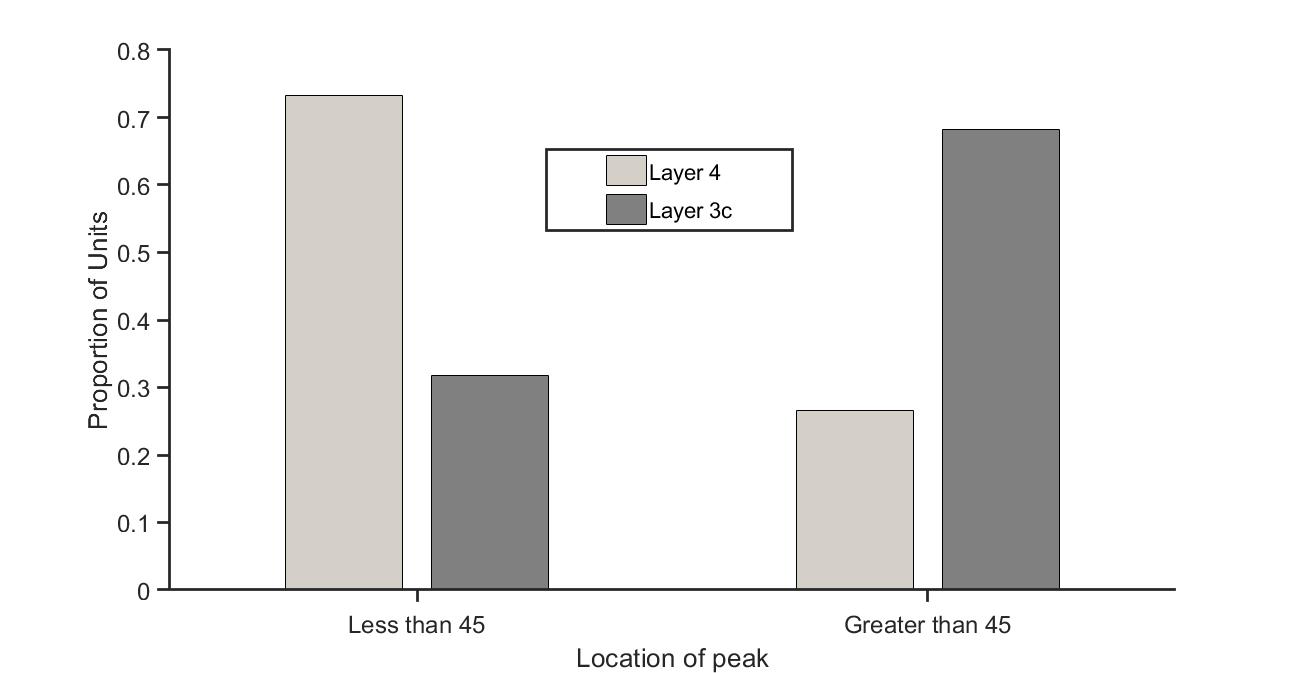 0.8
0.7
0.6
0.5
0.4
0.3
0.2
0.1
0
Proportion of Units
Layer 4
Layer 3c
Less than 45
Greater than 45
Location of peak